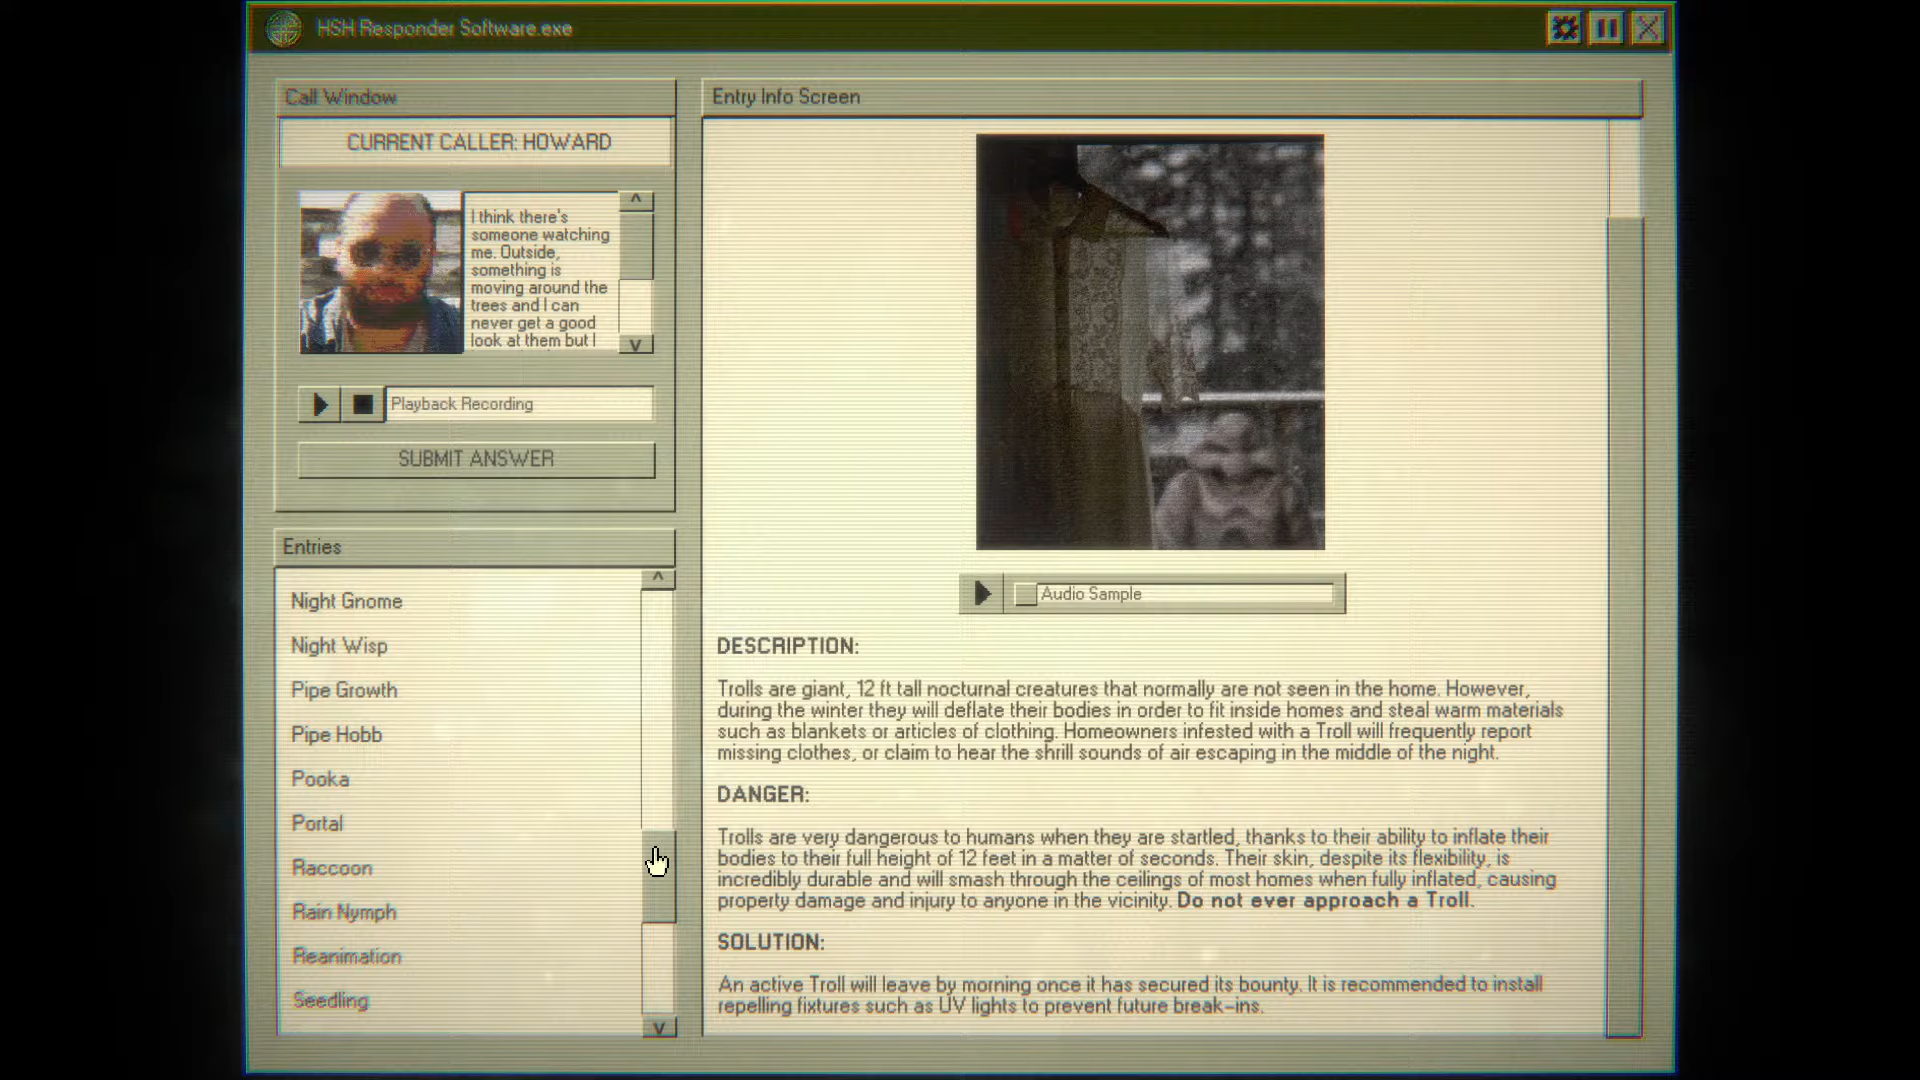 HSH Responder Software.exe
Call Window
CURRENT CALLER: HOWARD
I think there's
someone watching
me. Outside,
something is
moving around the
trees and I can
never get a good
look at them but I
Playback Recording
SUBMIT ANSWER
Entries
Night Gnome
Night Wisp
Pipe Growth
Pipe Hobb
Pooka
Portal
Raccoon
Rain Nymph
Reanimation
Seedling
Entry Info Screen
Audio Sample
DESCRIPTION:
Trolls are giant, 12 ft tall nocturnal creatures that normally are not seen in the home. However,
during the winter they will deflate their bodies in order to fit inside homes and steal warm materials
such as blankets or articles of clothing. Homeowners infested with a Troll will frequently report
missing clothes, or claim to hear the shrill sounds of air escaping in the middle of the night.
DANGER:
Trolls are very dangerous to humans when they are startled, thanks to their ability to inflate their
bodies to their full height of 12 feet in a matter of seconds. Their skin, despite its flexibility, is
incredibly durable and will smash through the ceilings of most homes when fully inflated, causing
property damage and injury to anyone in the vicinity. Do not ever approach a Troll.
SOLUTION:
An active Troll will leave by morning once it has secured its bounty. It is recommended to install
repelling fixtures such as UV lights to prevent future break-ins.